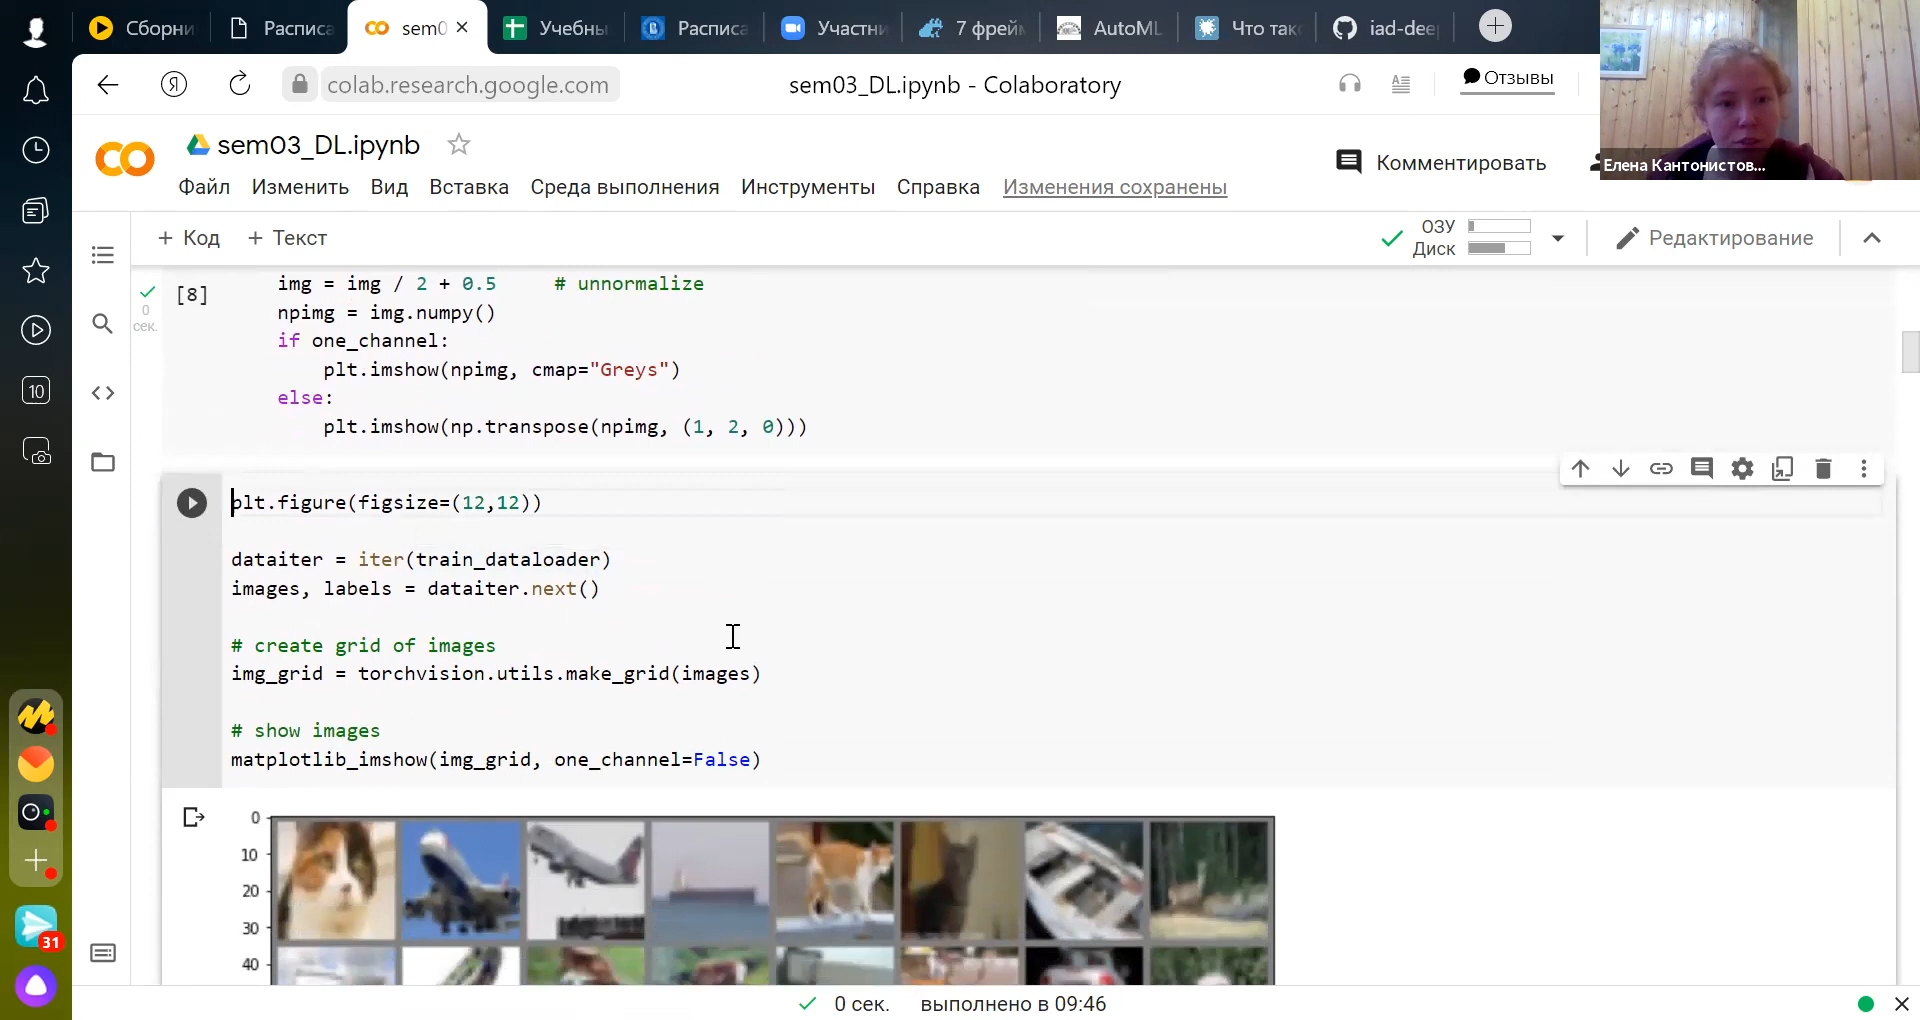 Сборни
Расписа
sem0
Учебны
Расписа
Участни
7 фрейм
AutoML
Что так
iad-dee
colab.research.google.com
sem03_DL.ipynb - Colaboratory
Отзывы
sem03_DL.ipynb
Комментировать
Елена Кантонистов...
Файл Изменить Вид Вставка Среда выполнения Инструменты Справка Изменения сохранены
+ Код + Текст
ОЗУ
Диск
Редактирование
10
[8]
0
сек.
img = img / 2 + 0.5 # unnormalize
npimg = img.numpy()
if one_channel:
plt.imshow(npimg, cmap="Greys")
else:
plt.imshow(np.transpose(npimg, (1, 2, 0)))
plt.figure(figsize=(12,12))
dataiter = iter(train_dataloader)
images, labels = dataiter.next()
# create grid of images
img_grid = torchvision.utils.make_grid(images)
# show images
matplotlib_imshow(img_grid, one_channel=False)
0
10
20
30
40
31
0 сек. выполнено в 09:46